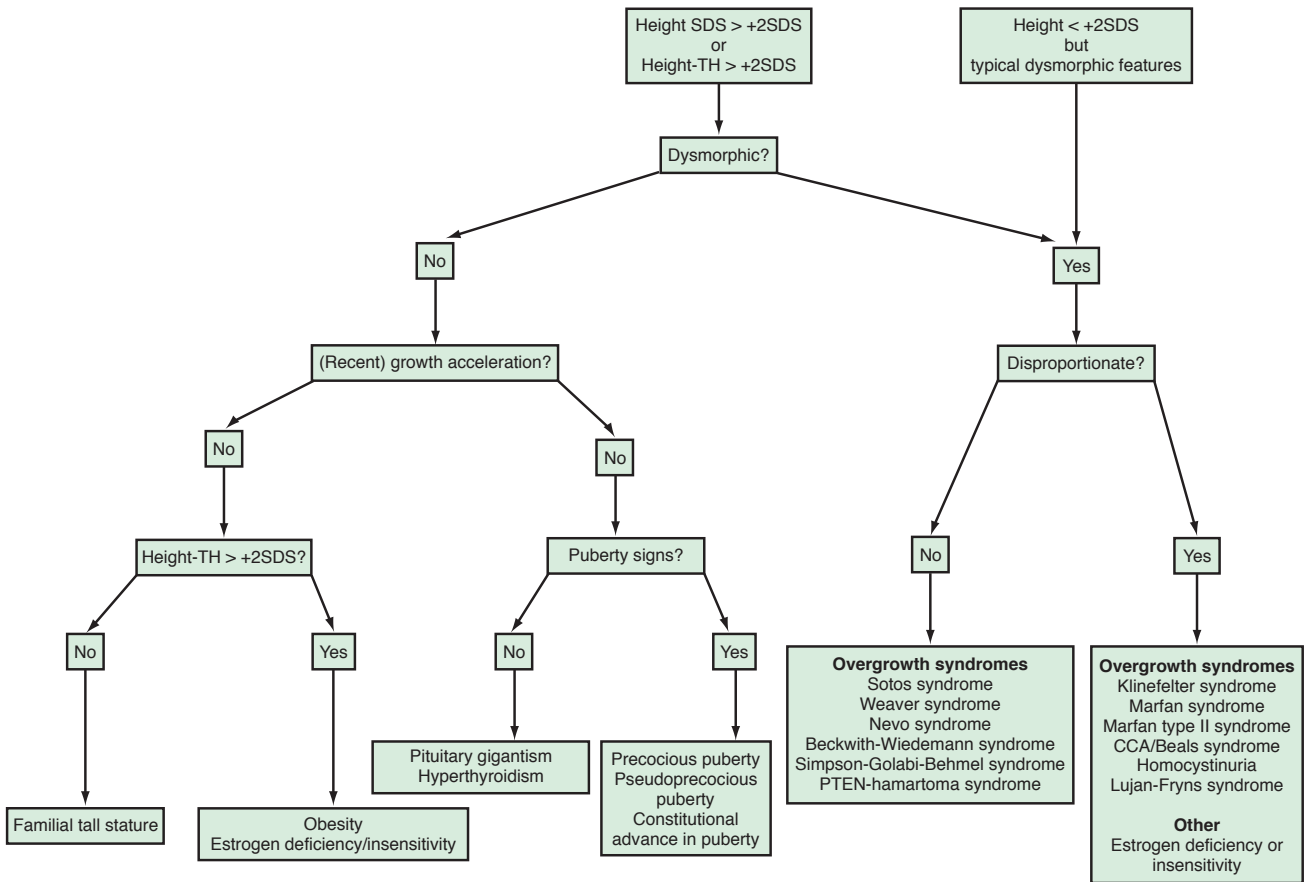 Height SDS > +2SDS
or
Height-TH > +2SDS
Height < +2SDS
but
typical dysmorphic features
Dysmorphic?
No
Yes
(Recent) growth acceleration?
Disproportionate?
No
No
Height-TH > +2SDS?
Puberty signs?
No
Yes
No
Yes
No
Yes
Familial tall stature
Obesity
Estrogen deficiency/insensitivity
Pituitary gigantism
Hyperthyroidism
Precocious puberty
Pseudoprecocious
puberty
Constitutional
advance in puberty
Overgrowth syndromes
Sotos syndrome
Weaver syndrome
Nevo syndrome
Beckwith-Wiedemann syndrome
Simpson-Golabi-Behmel syndrome
PTEN-hamartoma syndrome
Overgrowth syndromes
Klinefelter syndrome
Marfan syndrome
Marfan type II syndrome
CCA/Beals syndrome
Homocystinuria
Lujan-Fryns syndrome
Other
Estrogen deficiency or
insensitivity